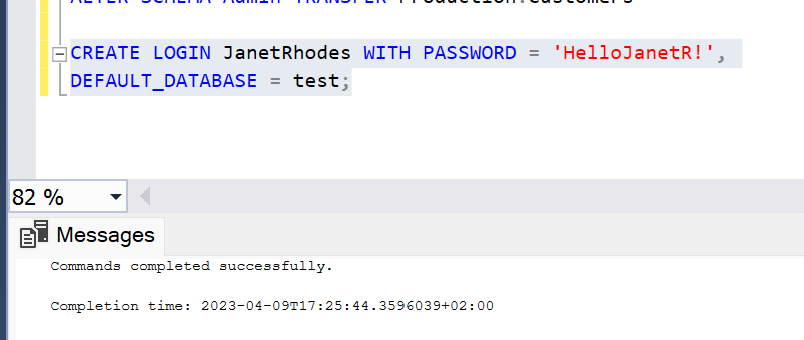 ALTER SCHEMA Admin TRANSFER Production.Customers
CREATE LOGIN JanetRhodes WITH PASSWORD = 'HelloJanetR!',
DEFAULT_DATABASE = test;
82 %
Messages
Commands completed successfully.
Completion time: 2023-04-09T17:25:44.3596039+02:00